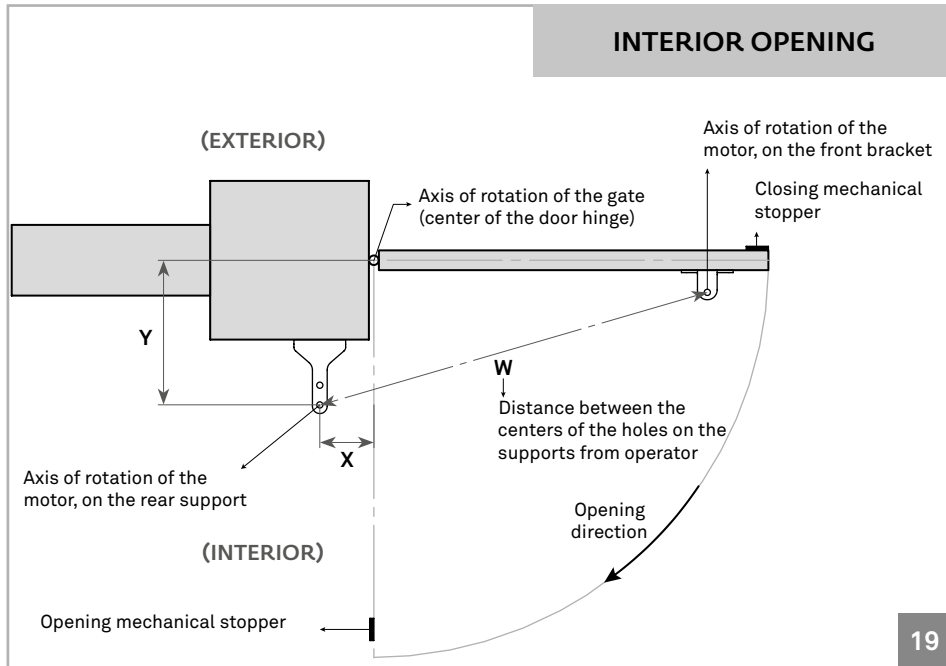 INTERIOR OPENING
(EXTERIOR)
Axis of rotation of the
motor, on the front bracket
Axis of rotation of the gate
(center of the door hinge)
Closing mechanical
stopper
Y
W
Distance between the
centers of the holes on the
supports from operator
X
Axis of rotation of the
motor, on the rear support
Opening
direction
(INTERIOR)
Opening mechanical stopper
19